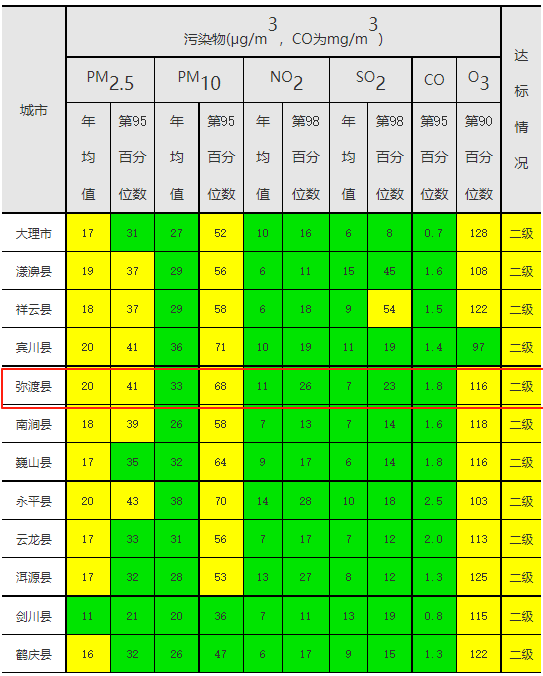 城市 污染物(μg/m3，CO为mg/m3) 达标情况
PM2.5 PM10 NO2 SO2 CO O3
年均值 第95百分位数 年均值 第95百分位数 年均值 第98百分位数 年均值 第98百分位数 第95百分位数 第90百分位数
大理市 17 31 27 52 10 16 6 8 0.7 128 二级
漾濞县 19 37 29 56 6 11 15 45 1.6 108 二级
祥云县 18 37 29 58 6 18 9 54 1.5 122 二级
宾川县 20 41 36 71 10 19 11 19 1.4 97 二级
弥渡县 20 41 33 68 11 26 7 23 1.8 116 二级
南涧县 18 39 26 58 7 13 7 14 1.6 118 二级
巍山县 17 35 32 64 9 17 6 14 1.8 116 二级
永平县 20 43 38 70 14 28 10 18 2.5 103 二级
云龙县 17 33 31 56 7 17 7 12 2.0 113 二级
洱源县 17 32 28 53 13 27 8 12 1.3 125 二级
剑川县 11 21 20 36 7 11 13 19 0.8 115 二级
鹤庆县 16 32 26 47 6 17 9 15 1.3 122 二级